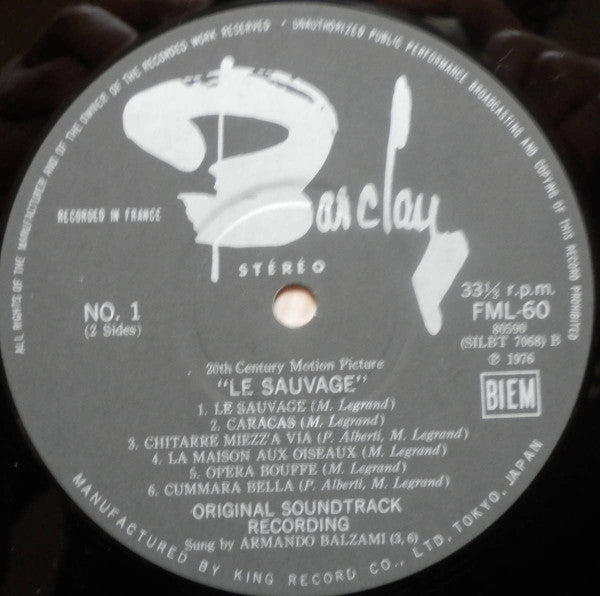 ALL RIGHTS OF THE MANUFACTURER AND OF THE OWNER OF THE RECORDED WORK RESERVED · UNAUTHORIZED PUBLIC PERFORMANCE BROADCASTING AND COPYING OF THIS RECORD PROHIBITED
Barclay
RECORDED IN FRANCE
STÉRÉO
NO. 1
(2 Sides)
33⅓ r.p.m.
FML-60
80590
(SILBT 7068) B
Ⓟ 1976
BIEM
20th Century Motion Picture
"LE SAUVAGE"
1. LE SAUVAGE (M. Legrand)
2. CARACAS (M. Legrand)
3. CHITARRE MIEZZ'A VIA (P. Alberti, M. Legrand)
4. LA MAISON AUX OISEAUX (M. Legrand)
5. OPERA BOUFFE (M. Legrand)
6. CUMMARA BELLA (P. Alberti, M. Legrand)
ORIGINAL SOUNDTRACK
RECORDING
Sung by ARMANDO BALZAMI (3, 6)
MANUFACTURED BY KING RECORD CO., LTD. TOKYO, JAPAN